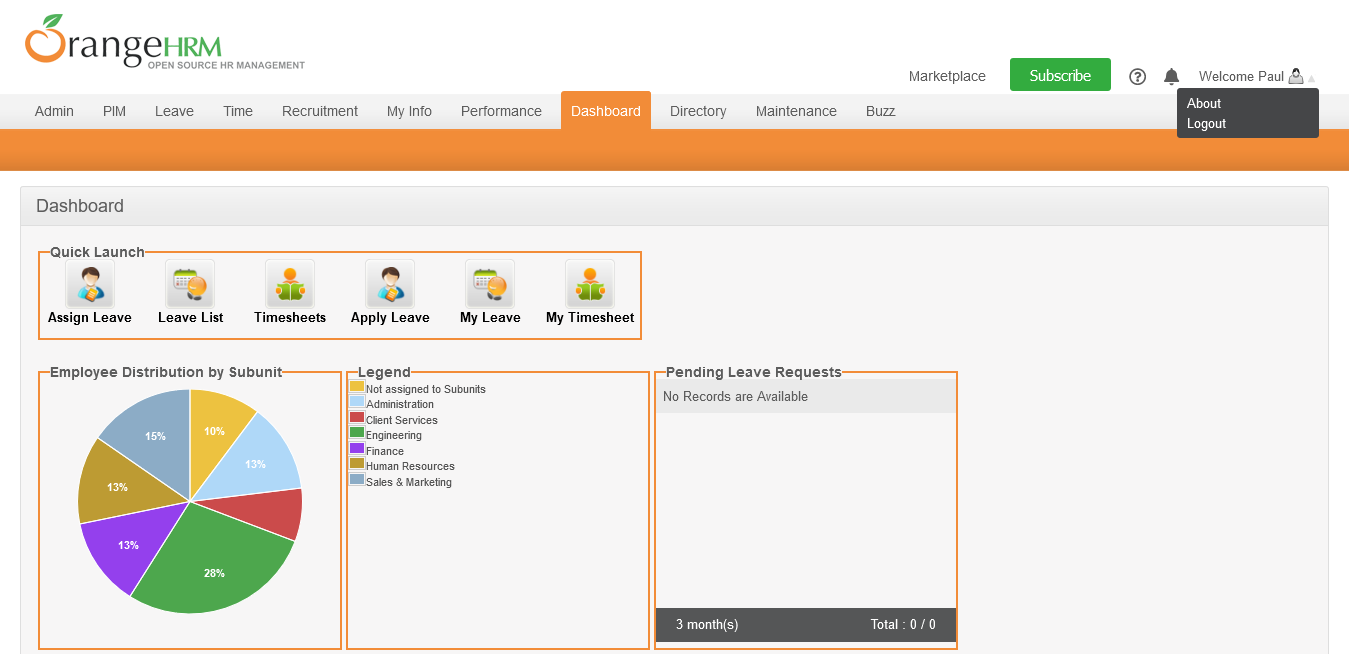 OrangeHRM
OPEN SOURCE HR MANAGEMENT
Marketplace Subscribe ? Welcome Paul
About
Logout
Admin PIM Leave Time Recruitment My Info Performance Dashboard Directory Maintenance Buzz
Dashboard
Quick Launch
Assign Leave Leave List Timesheets Apply Leave My Leave My Timesheet
Employee Distribution by Subunit
10%
13%
28%
13%
13%
15%
Legend
Not assigned to Subunits
Administration
Client Services
Engineering
Finance
Human Resources
Sales & Marketing
Pending Leave Requests
No Records are Available
3 month(s) Total : 0 / 0